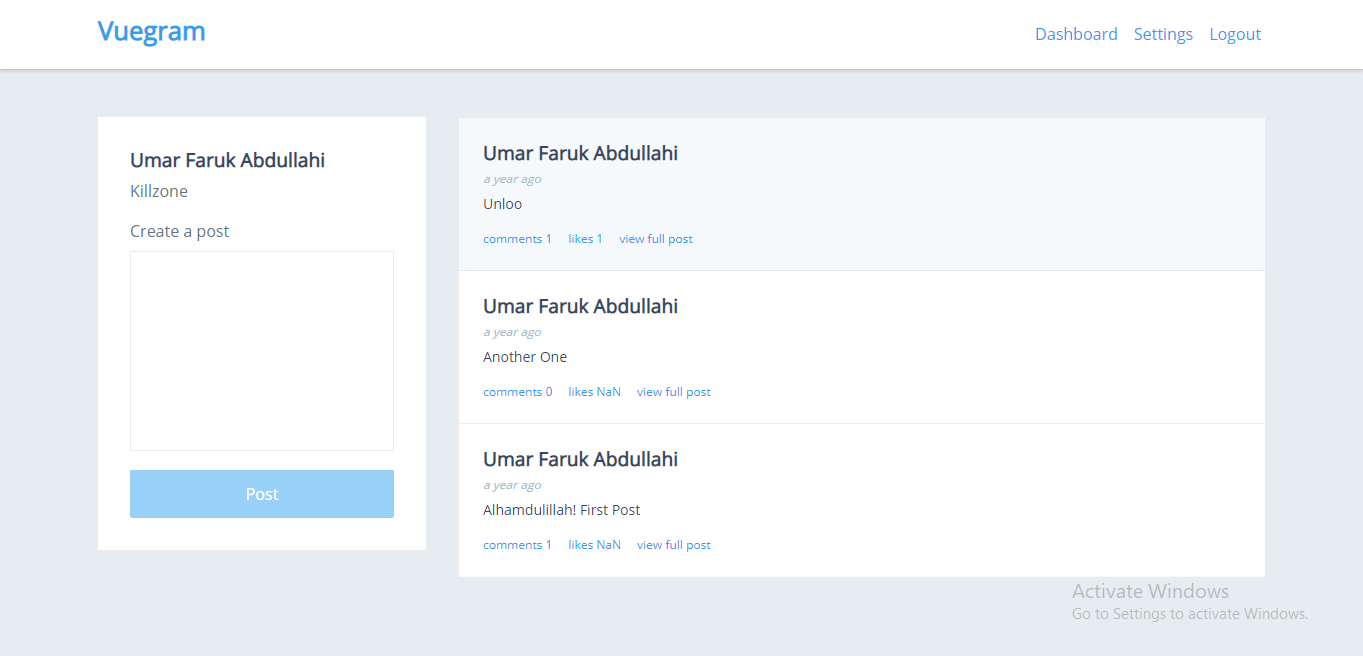 Vuegram
Dashboard Settings Logout
Umar Faruk Abdullahi
Killzone
Create a post
Post
Umar Faruk Abdullahi
a year ago
Unloo
comments 1 likes 1 view full post
Umar Faruk Abdullahi
a year ago
Another One
comments 0 likes NaN view full post
Umar Faruk Abdullahi
a year ago
Alhamdulillah! First Post
comments 1 likes NaN view full post
Activate Windows
Go to Settings to activate Windows.